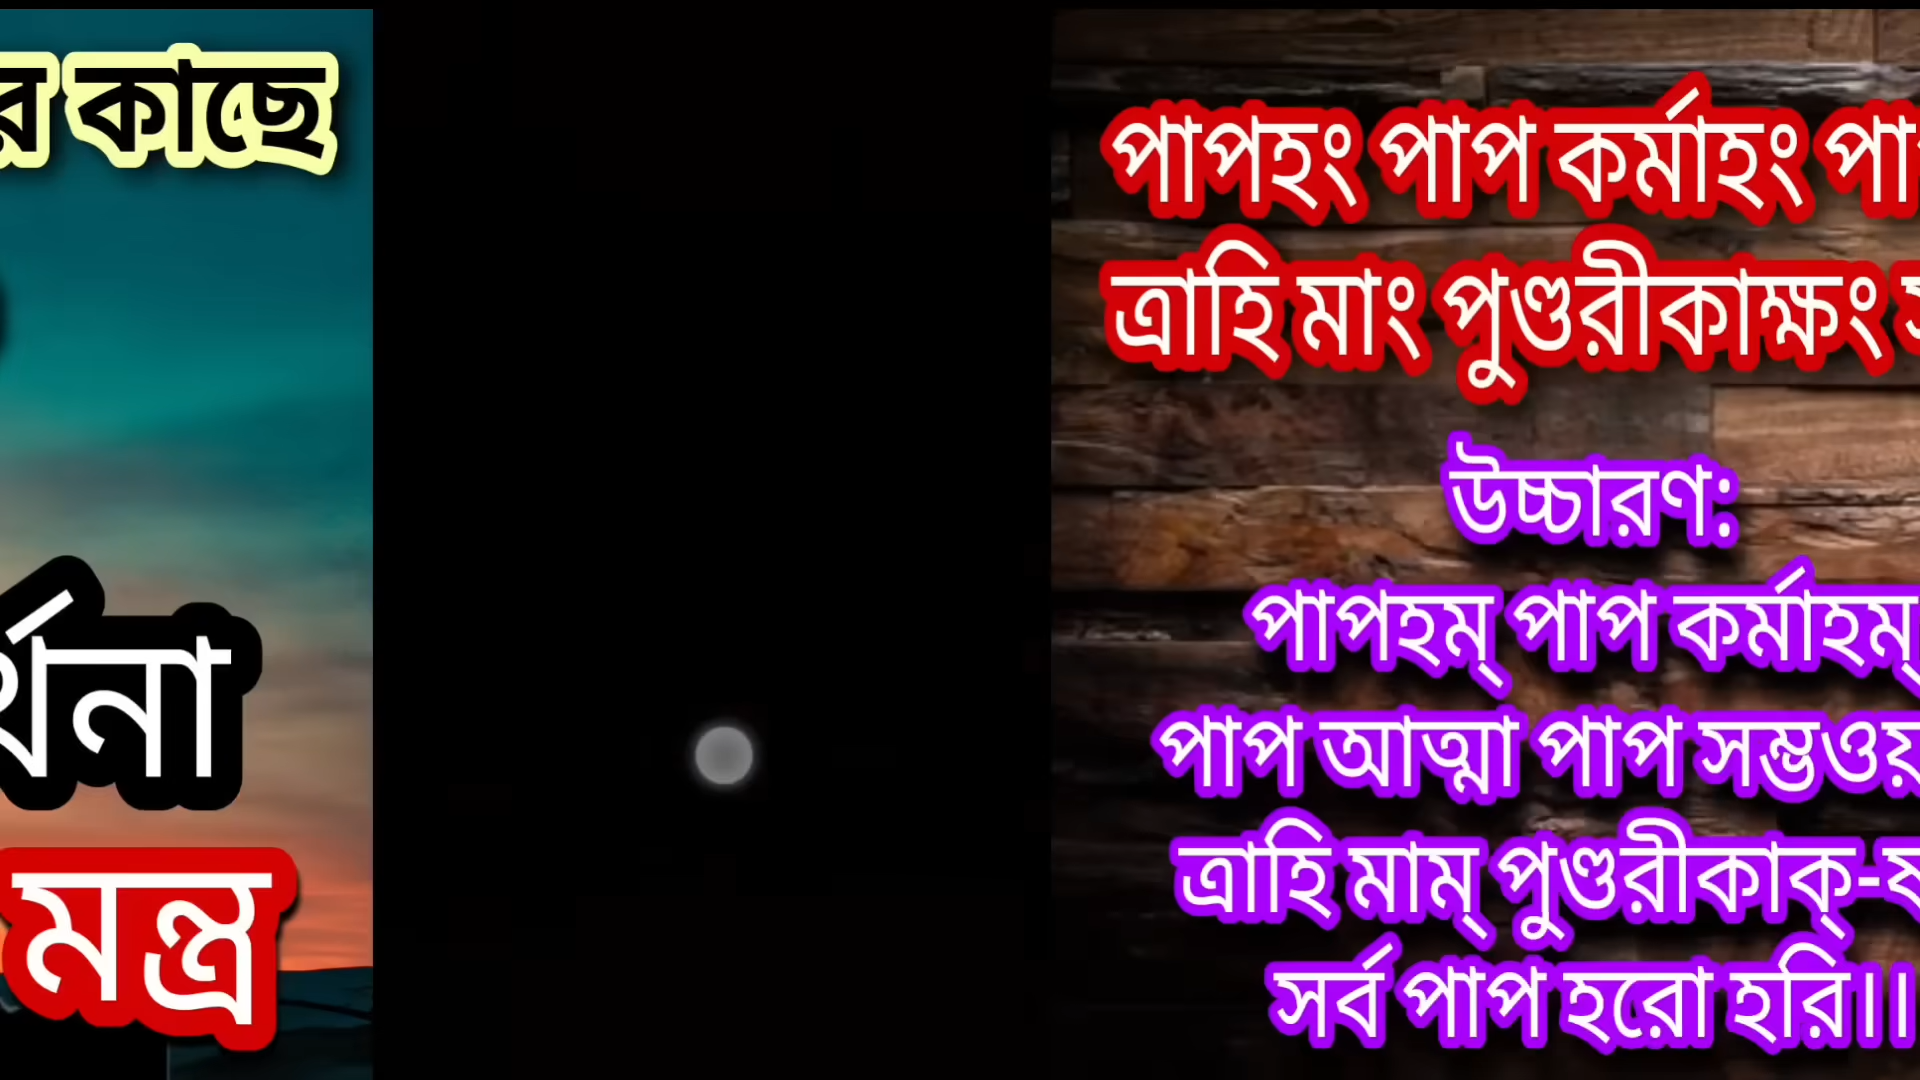 র কাছে
র্থনা
মন্ত্র
পাপহং পাপ কর্মাহং
ত্রাহি মাং পুণ্ডরীকাক্ষং
উচ্চারণ:
পাপহম্ পাপ কর্মাহম্
পাপ আত্মা পাপ সম্ভওয়
ত্রাহি মাম্ পুণ্ডরীকাক্-ষ
সর্ব পাপ হরো হরি।।